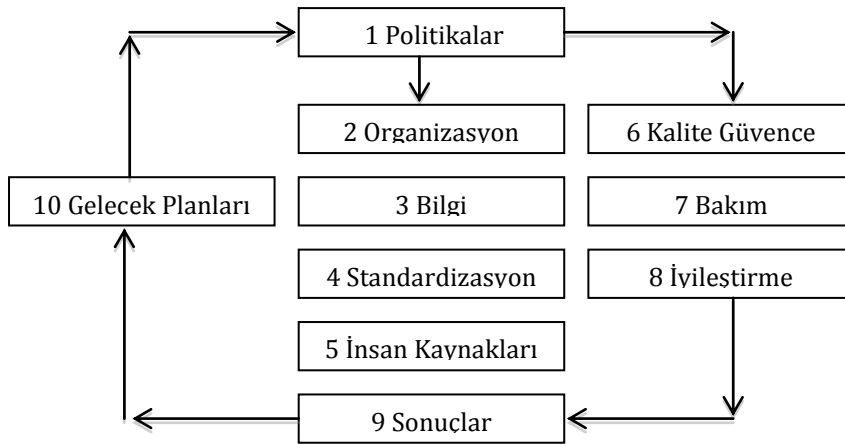 1 Politikalar
2 Organizasyon
6 Kalite Güvence
10 Gelecek Planları
3 Bilgi
7 Bakım
4 Standardizasyon
8 İyileştirme
5 İnsan Kaynakları
9 Sonuçlar